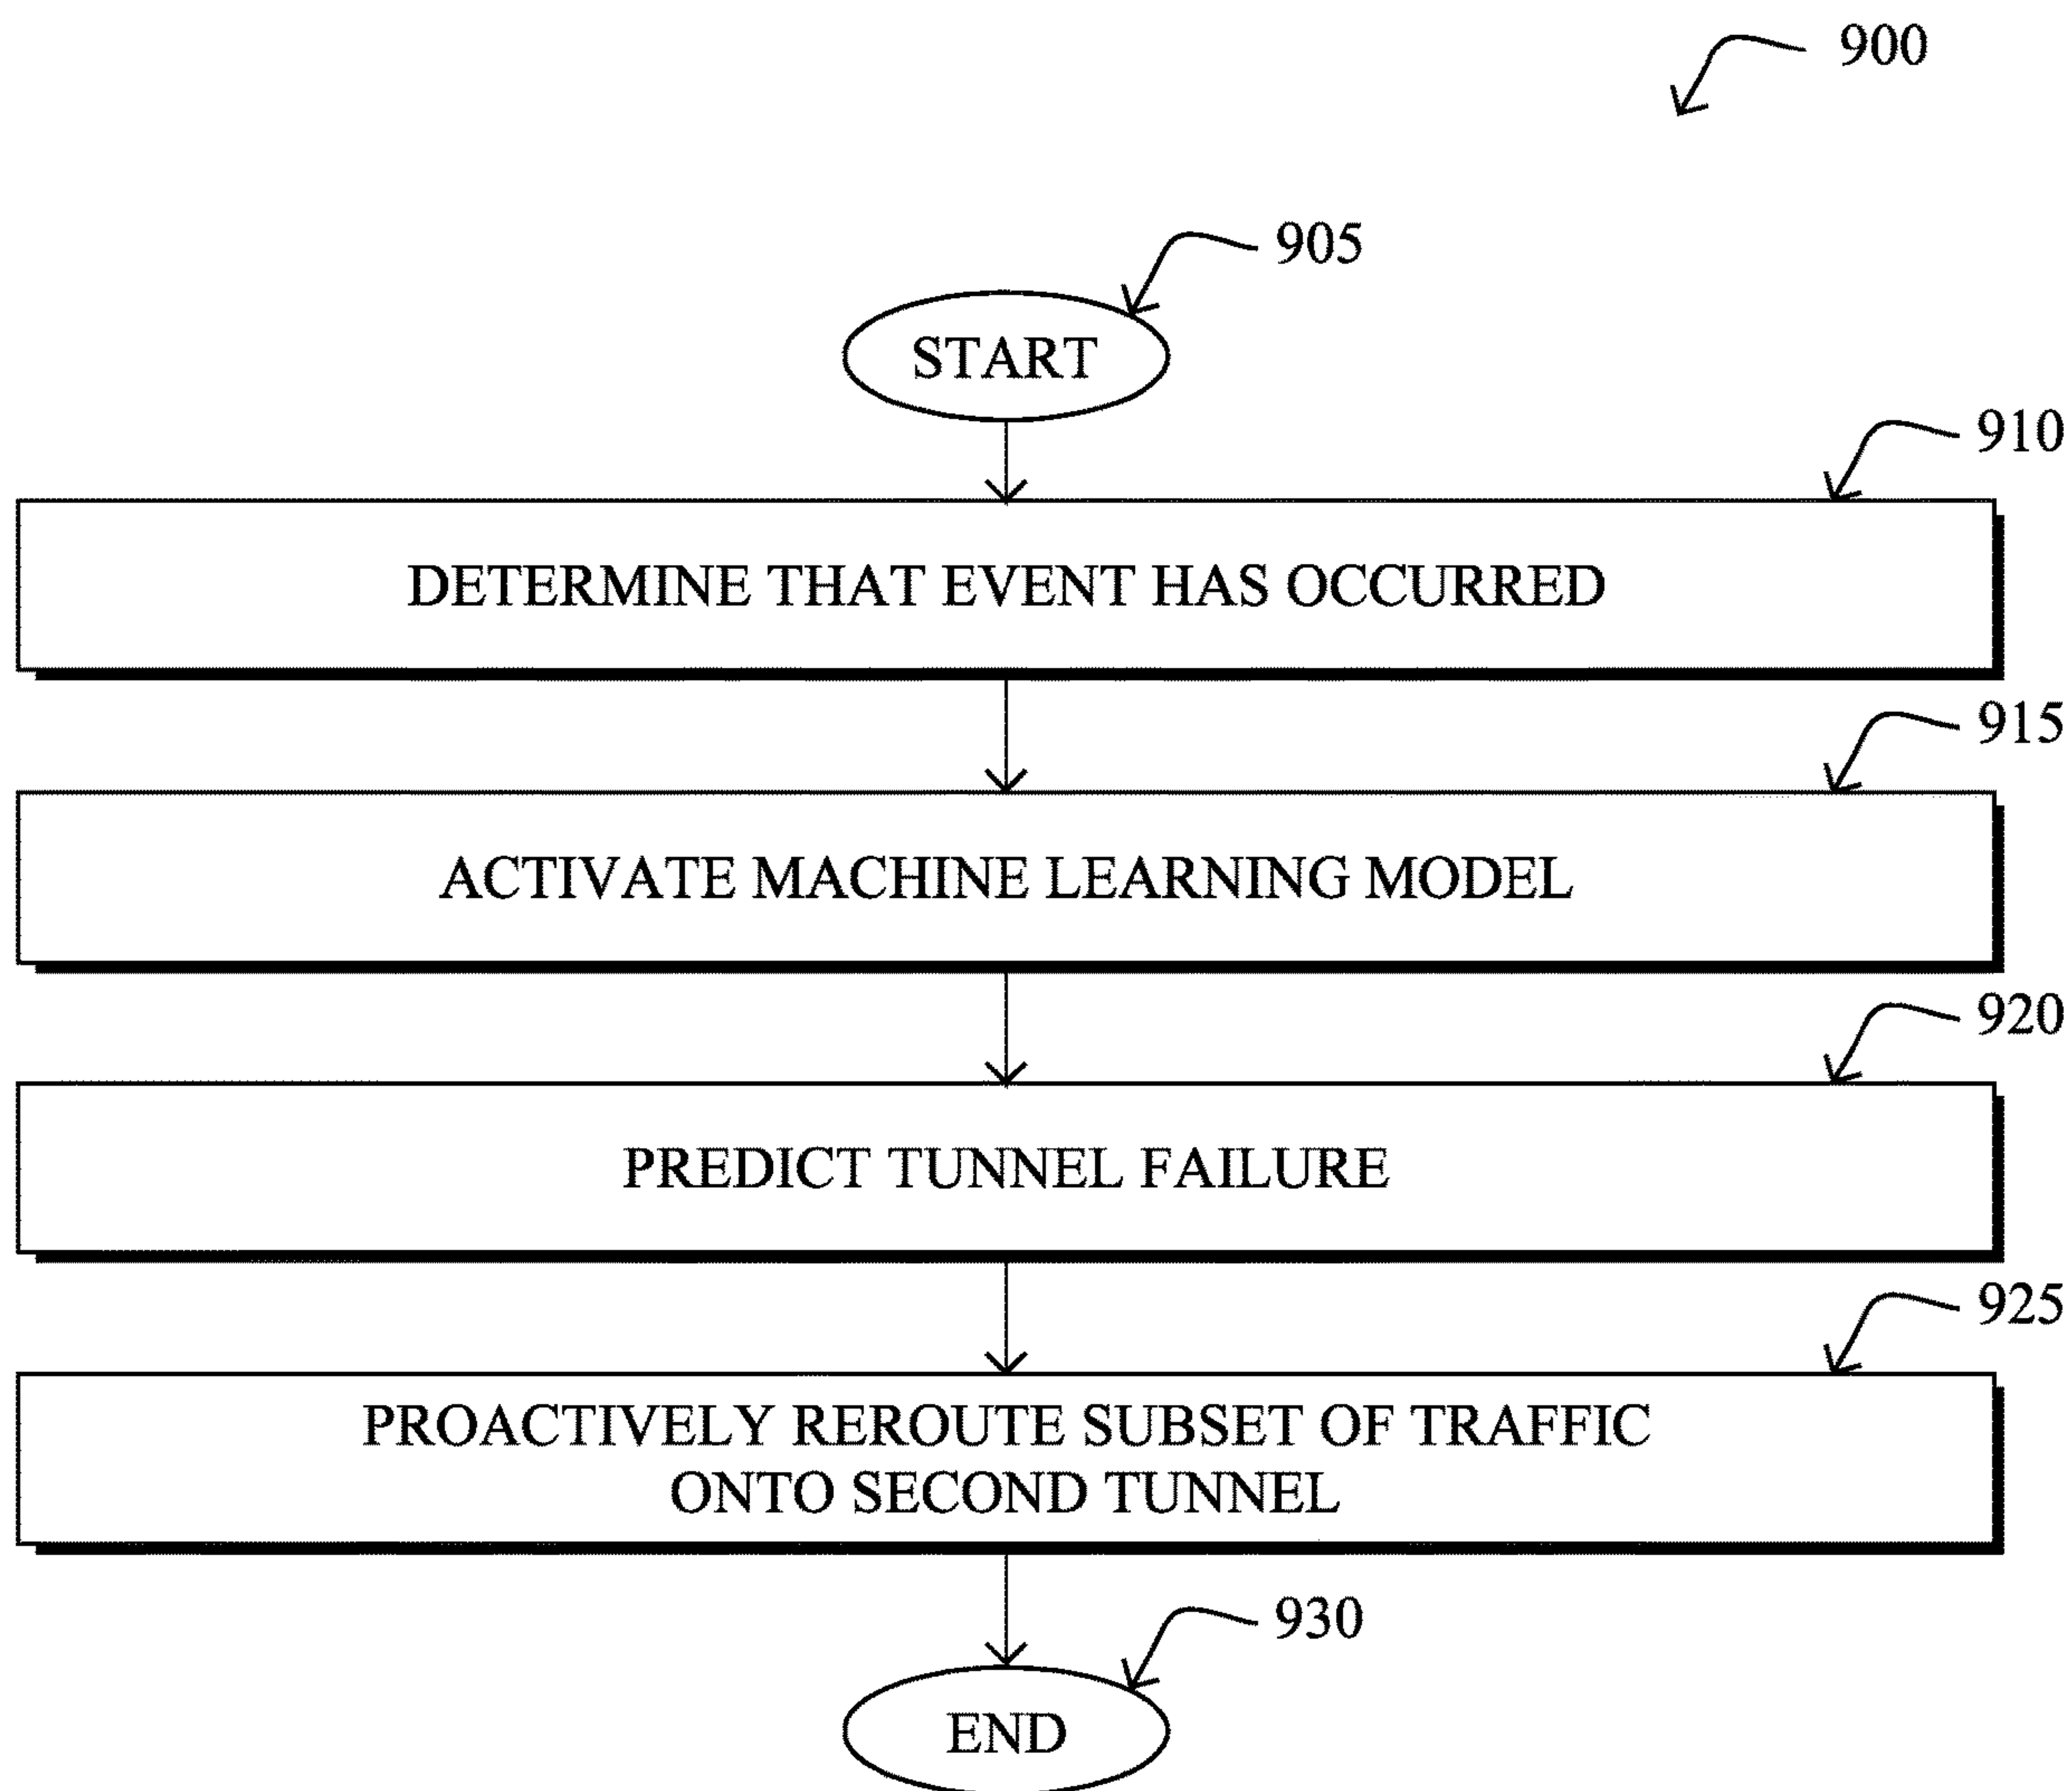 900
905
START
910
DETERMINE THAT EVENT HAS OCCURRED
915
ACTIVATE MACHINE LEARNING MODEL
920
PREDICT TUNNEL FAILURE
925
PROACTIVELY REROUTE SUBSET OF TRAFFIC
ONTO SECOND TUNNEL
930
END